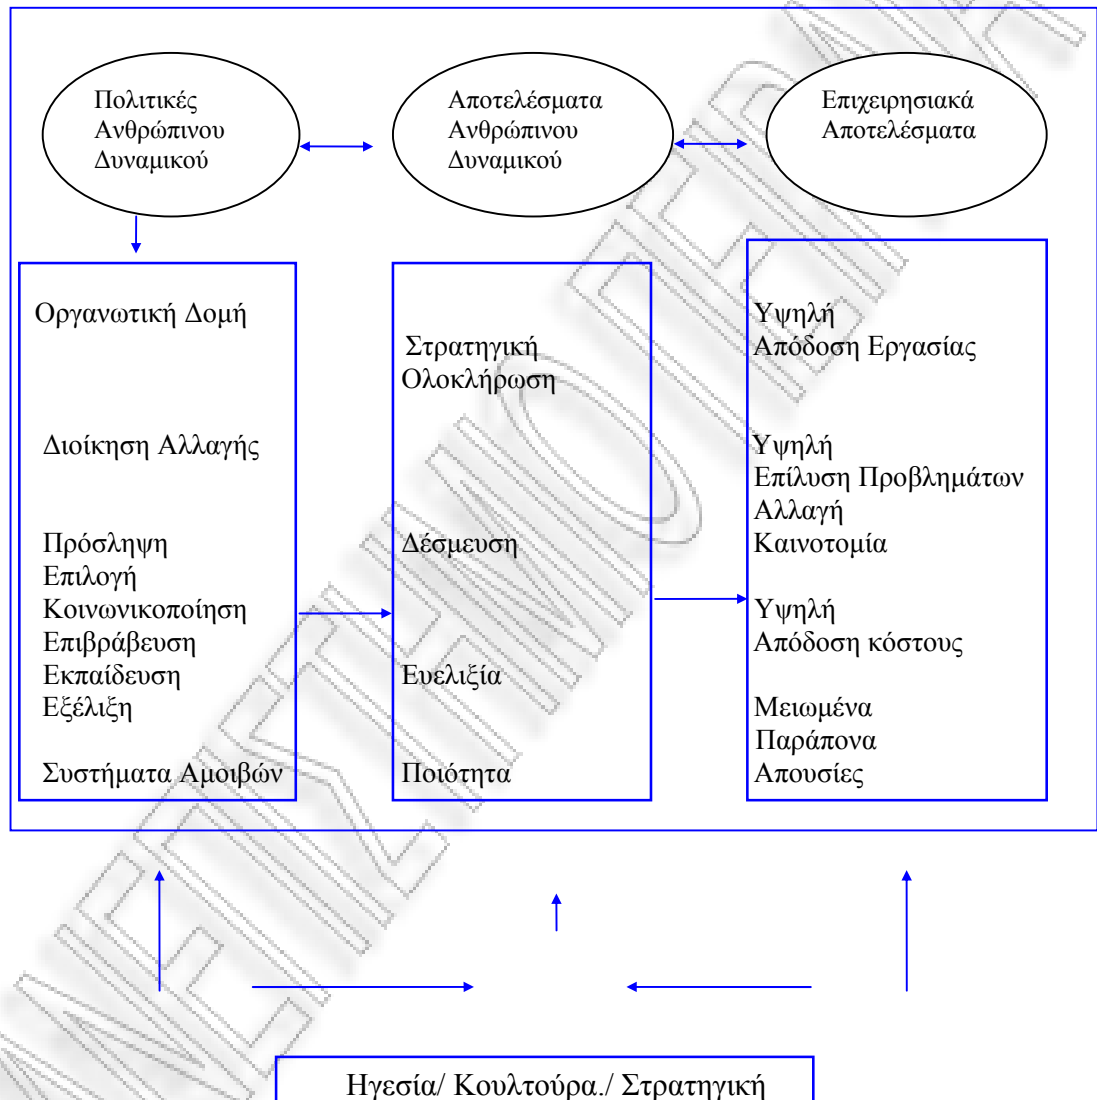 Πολιτικές
Ανθρώπινου
Δυναμικού
Αποτελέσματα
Ανθρώπινου
Δυναμικού
Επιχειρησιακά
Αποτελέσματα
Οργανωτική Δομή
Διοίκηση Αλλαγής
Πρόσληψη
Επιλογή
Κοινωνικοποίηση
Επιβράβευση
Εκπαίδευση
Εξέλιξη
Συστήματα Αμοιβών
Στρατηγική
Ολοκλήρωση
Δέσμευση
Ευελιξία
Ποιότητα
Υψηλή
Απόδοση Εργασίας
Υψηλή
Επίλυση Προβλημάτων
Αλλαγή
Καινοτομία
Υψηλή
Απόδοση κόστους
Μειωμένα
Παράπονα
Απουσίες
Ηγεσία/ Κουλτούρα./ Στρατηγική